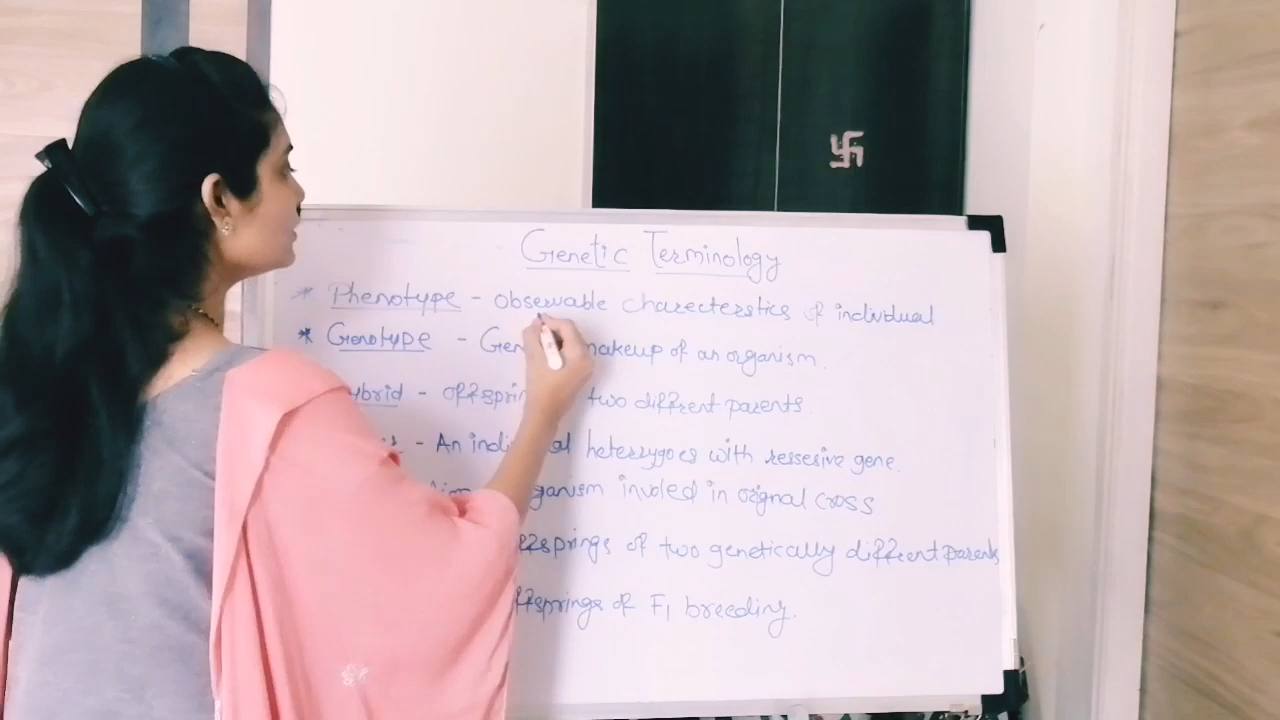 Genetic Terminology
* Phenotype - Observable charecterstics of individual
* Genotype - Gen makeup of an organism.
ybrid - offsprin two different parents.
- An indi al heterzygoes with ressesive gene.
ganism involed in orignal cross
ffsprings of two genetically different parents
ffsprings of F1 breeding.